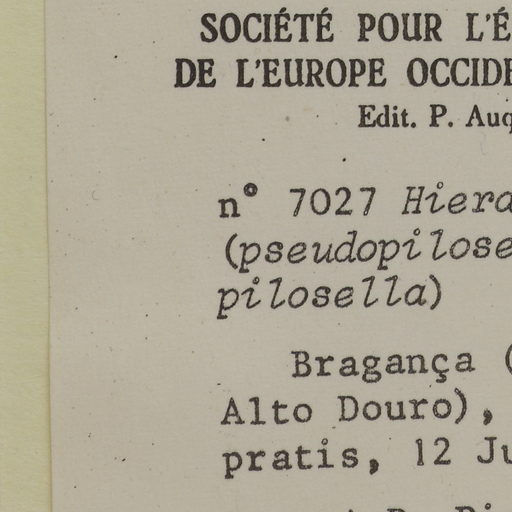 SOCIÉTÉ POUR L'É
DE L'EUROPE OCCIDE
Edit. P. Auq
n° 7027 Hiera
(pseudopilose
pilosella)
Bragança (
Alto Douro),
pratis, 12 Ju